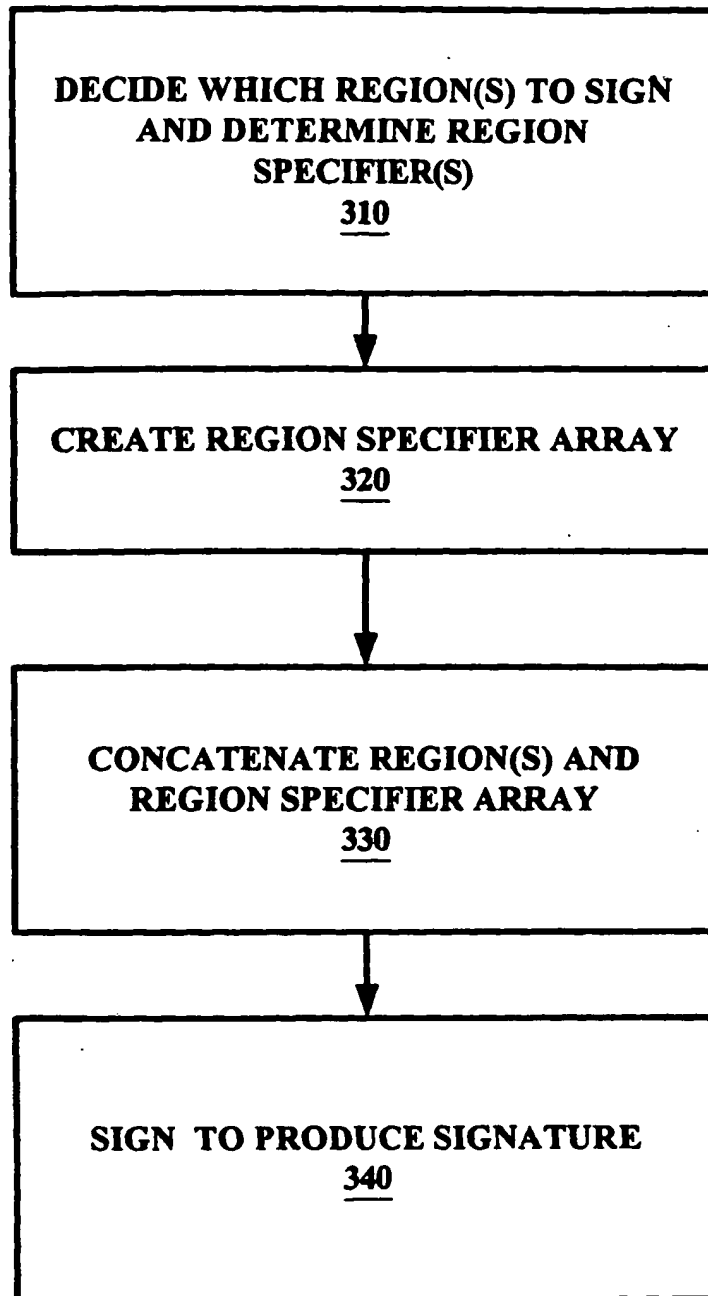 DECIDE WHICH REGION(S) TO SIGN
AND DETERMINE REGION
SPECIFIER(S)
310
CREATE REGION SPECIFIER ARRAY
320
CONCATENATE REGION(S) AND
REGION SPECIFIER ARRAY
330
SIGN TO PRODUCE SIGNATURE
340